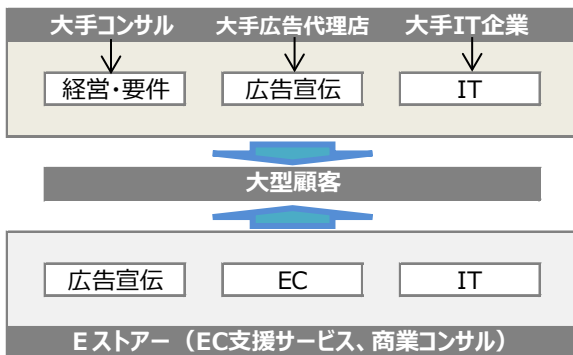 大手コンサル 大手広告代理店 大手IT企業
経営・要件 広告宣伝 IT
大型顧客
広告宣伝 EC IT
Eストアー（EC支援サービス、商業コンサル）